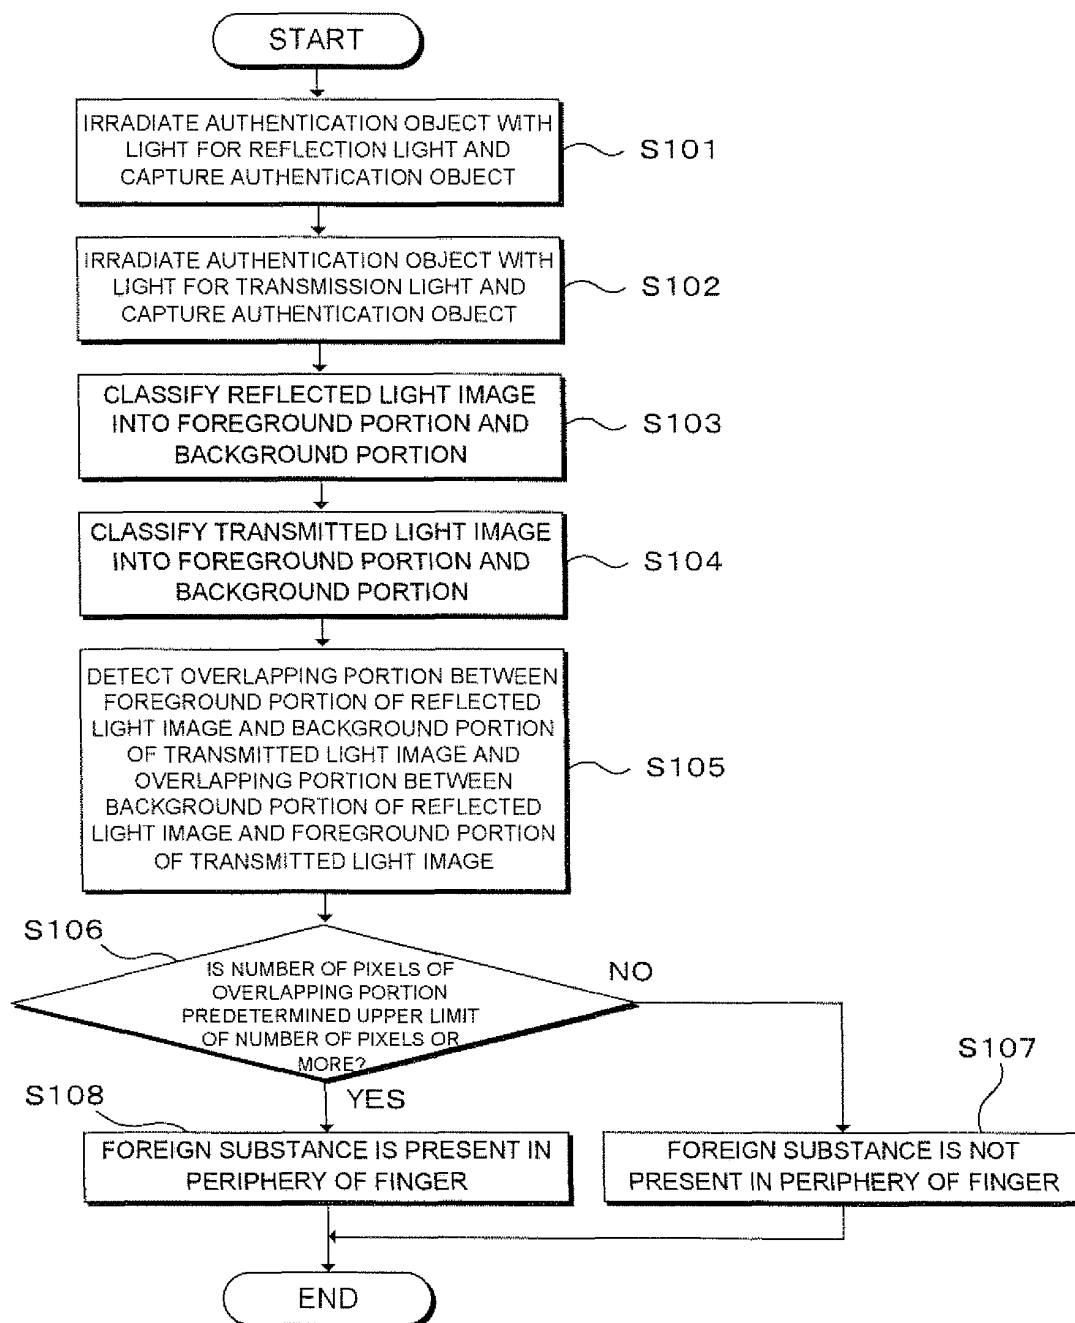 START
IRRADIATE AUTHENTICATION OBJECT WITH
LIGHT FOR REFLECTION LIGHT AND
CAPTURE AUTHENTICATION OBJECT
S101
IRRADIATE AUTHENTICATION OBJECT WITH
LIGHT FOR TRANSMISSION LIGHT AND
CAPTURE AUTHENTICATION OBJECT
S102
CLASSIFY REFLECTED LIGHT IMAGE
INTO FOREGROUND PORTION AND
BACKGROUND PORTION
S103
CLASSIFY TRANSMITTED LIGHT IMAGE
INTO FOREGROUND PORTION AND
BACKGROUND PORTION
S104
DETECT OVERLAPPING PORTION BETWEEN
FOREGROUND PORTION OF REFLECTED
LIGHT IMAGE AND BACKGROUND PORTION
OF TRANSMITTED LIGHT IMAGE AND
OVERLAPPING PORTION BETWEEN
BACKGROUND PORTION OF REFLECTED
LIGHT IMAGE AND FOREGROUND PORTION
OF TRANSMITTED LIGHT IMAGE
S105
S106
IS NUMBER OF PIXELS OF
OVERLAPPING PORTION
PREDETERMINED UPPER LIMIT
OF NUMBER OF PIXELS OR
MORE?
NO
YES
S107
S108
FOREIGN SUBSTANCE IS PRESENT IN
PERIPHERY OF FINGER
FOREIGN SUBSTANCE IS NOT
PRESENT IN PERIPHERY OF FINGER
END